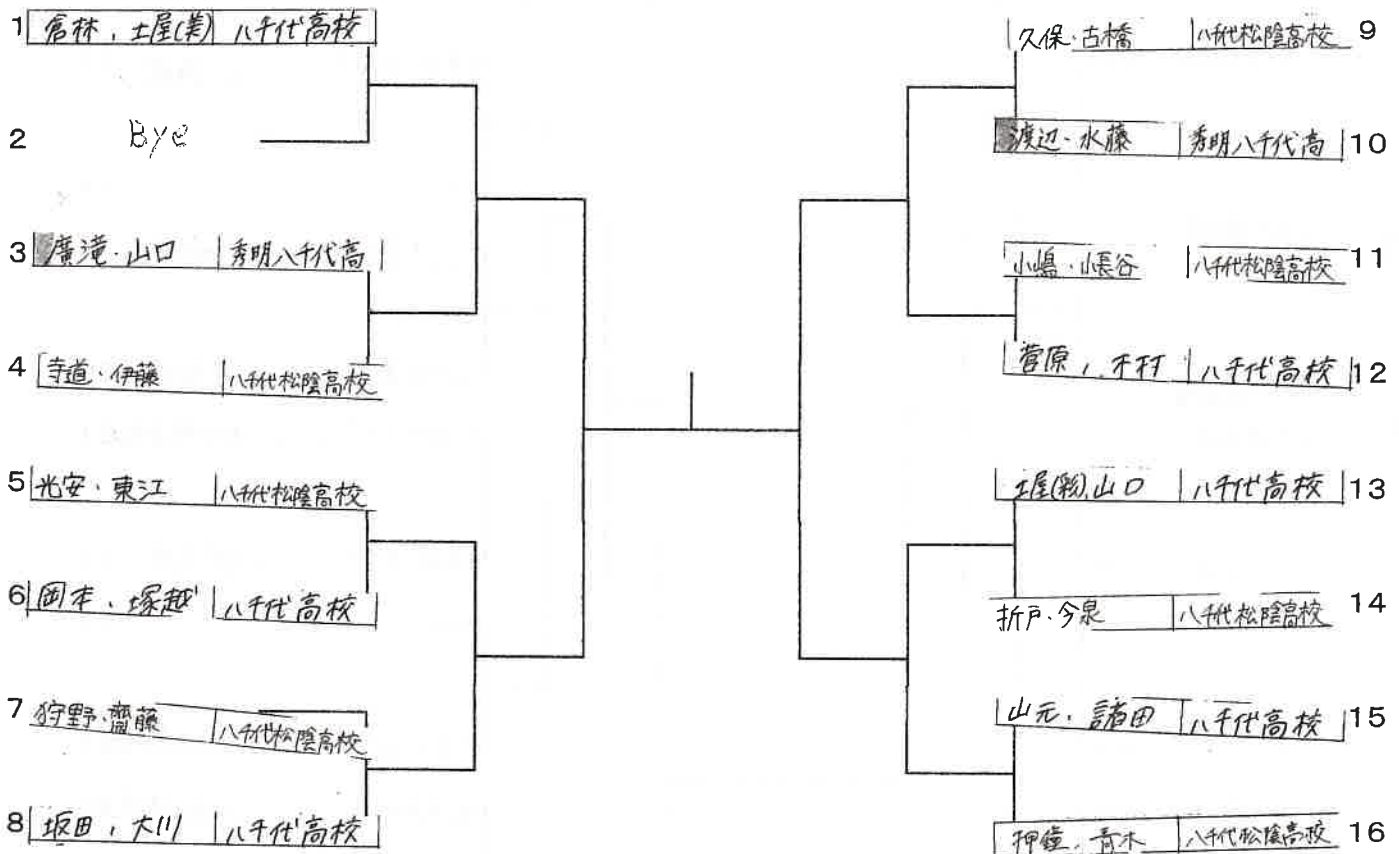 1 倉林, 土屋(美) 八千代高校
2 Bye
3 廣滝・山口 秀明八千代高
4 寺道・伊藤 八千代松陰高校
5 光安・東江 八千代松陰高校
6 岡本, 塚越 八千代高校
7 狩野・齋藤 八千代松陰高校
8 坂田, 大川 八千代高校
久保・古橋 八千代松陰高校 9
渡辺・水藤 秀明八千代高 10
小嶋・小長谷 八千代松陰高校 11
菅原, 木村 八千代高校 12
土屋(彩), 山口 八千代高校 13
折戸・今泉 八千代松陰高校 14
山元, 諸田 八千代高校 15
押鐘, 青木 八千代松陰高校 16